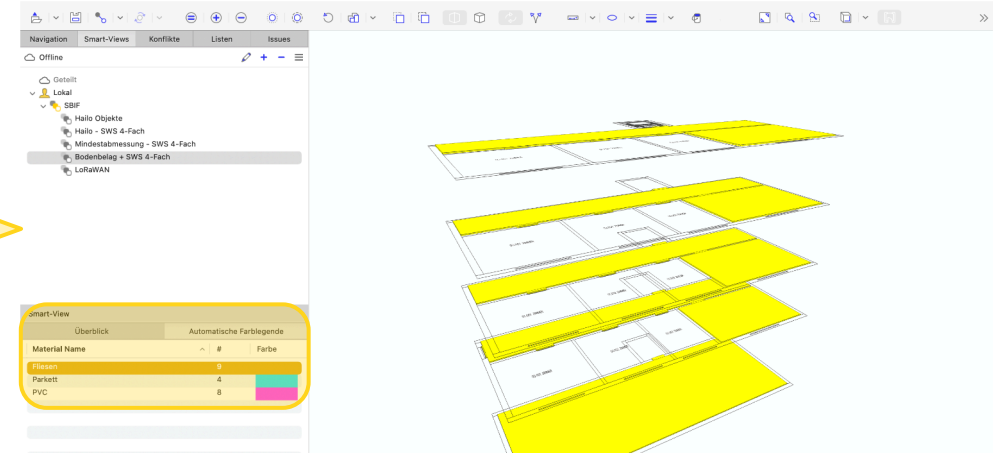 Navigation Smart-Views Konflikte Listen Issues
Offline
Geteilt
Lokal
SBIF
Hailo Objekte
Hailo - SWS 4-Fach
Mindestabmessung - SWS 4-Fach
Bodenbelag + SWS 4-Fach
LoRaWAN
Smart-View
Überblick Automatische Farblegende
Material Name # Farbe
Fliesen 9
Parkett 4
PVC 8